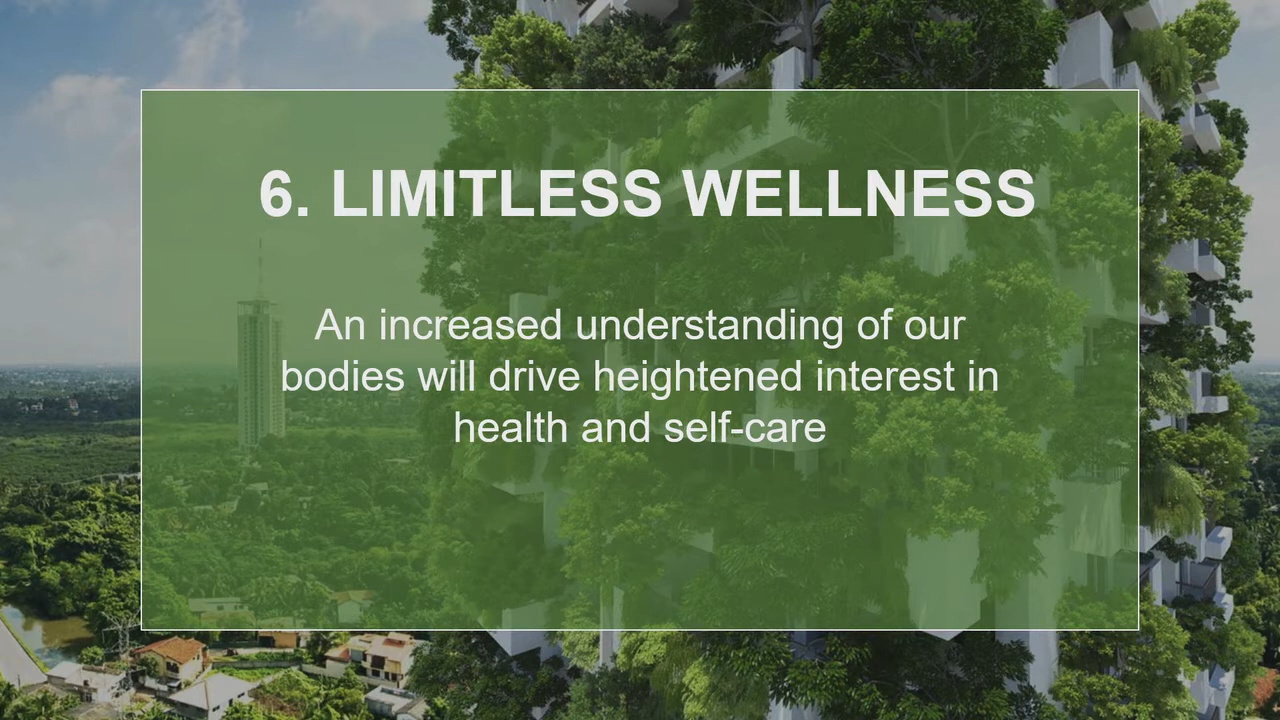 6. LIMITLESS WELLNESS
An increased understanding of our
bodies will drive heightened interest in
health and self-care